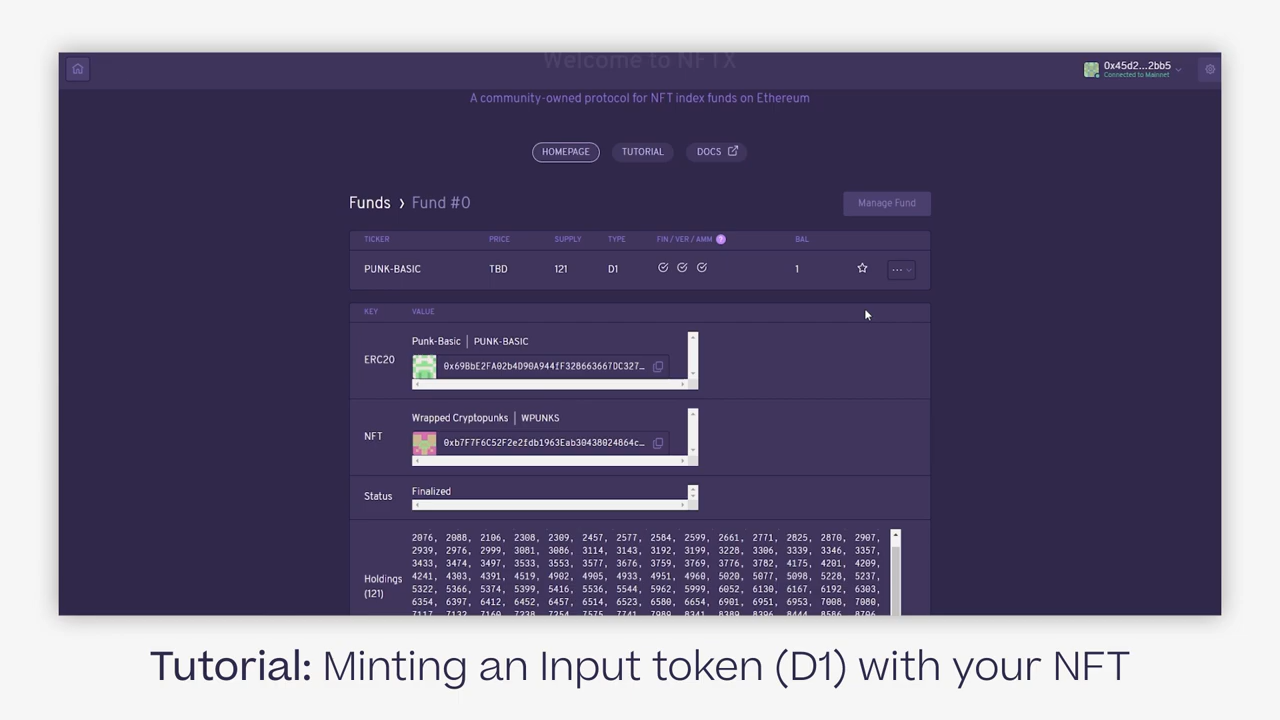 Welcome to NFTX
0x45d2...2bb5
Connected to Mainnet
A community-owned protocol for NFT index funds on Ethereum
HOMEPAGE TUTORIAL DOCS
Funds › Fund #0 Manage Fund
TICKER PRICE SUPPLY TYPE FIN / VER / AMM ? BAL
PUNK-BASIC TBD 121 D1 1 ...
KEY VALUE
Punk-Basic | PUNK-BASIC
ERC20
0x69BbE2FA02b4D90A944fF328663667DC327...
Wrapped Cryptopunks | WPUNKS
NFT
0xb7F7F6C52F2e2fdb1963Eab30438024864c...
Finalized
Status
2076, 2088, 2106, 2308, 2309, 2457, 2577, 2584, 2599, 2661, 2771, 2825, 2870, 2907,
2939, 2976, 2999, 3081, 3086, 3114, 3143, 3192, 3199, 3228, 3306, 3339, 3346, 3357,
3433, 3474, 3497, 3533, 3553, 3577, 3676, 3759, 3769, 3776, 3782, 4175, 4201, 4209,
4241, 4303, 4391, 4519, 4902, 4905, 4933, 4951, 4960, 5020, 5077, 5098, 5228, 5237,
Holdings
(121)
5322, 5366, 5374, 5399, 5416, 5536, 5544, 5962, 5999, 6052, 6130, 6167, 6192, 6303,
6354, 6397, 6412, 6452, 6457, 6514, 6523, 6580, 6654, 6901, 6951, 6953, 7008, 7080,
Tutorial: Minting an Input token (D1) with your NFT